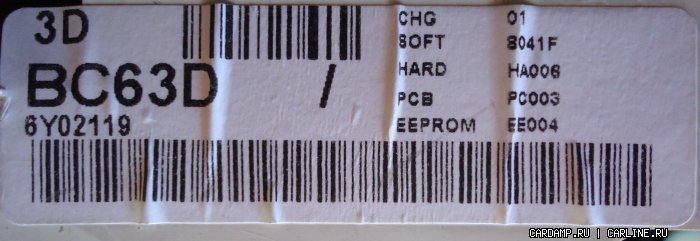 3D
BC63D /
6Y02119
CHG 01
SOFT 8041F
HARD HA006
PCB PC003
EEPROM EE004
CARDAMP.RU | CARLINE.RU